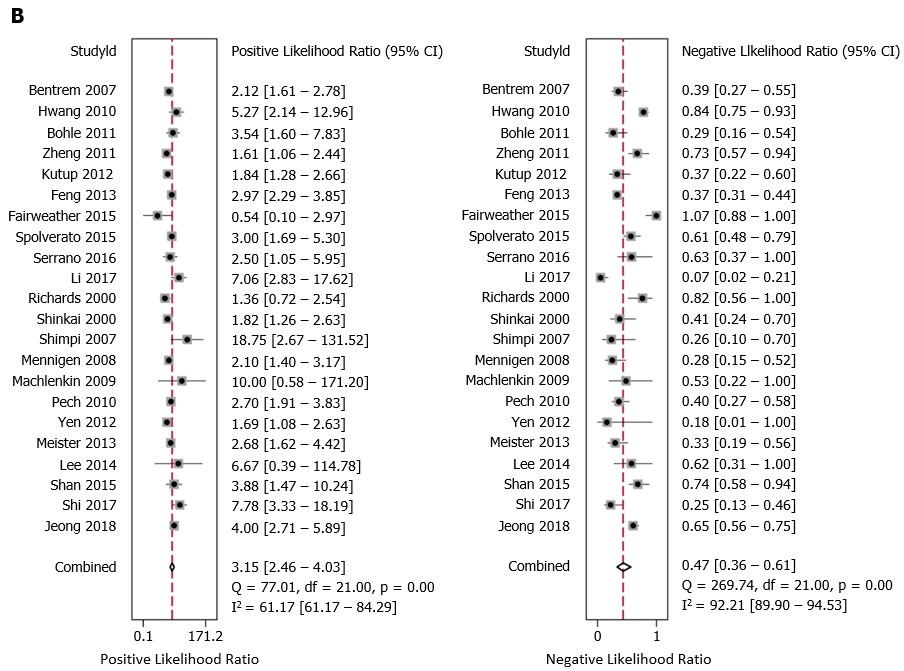 B
StudyId Positive Likelihood Ratio (95% CI)
Bentrem 2007 2.12 [1.61 – 2.78]
Hwang 2010 5.27 [2.14 – 12.96]
Bohle 2011 3.54 [1.60 – 7.83]
Zheng 2011 1.61 [1.06 – 2.44]
Kutup 2012 1.84 [1.28 – 2.66]
Feng 2013 2.97 [2.29 – 3.85]
Fairweather 2015 0.54 [0.10 – 2.97]
Spolverato 2015 3.00 [1.69 – 5.30]
Serrano 2016 2.50 [1.05 – 5.95]
Li 2017 7.06 [2.83 – 17.62]
Richards 2000 1.36 [0.72 – 2.54]
Shinkai 2000 1.82 [1.26 – 2.63]
Shimpi 2007 18.75 [2.67 – 131.52]
Mennigen 2008 2.10 [1.40 – 3.17]
Machlenkin 2009 10.00 [0.58 – 171.20]
Pech 2010 2.70 [1.91 – 3.83]
Yen 2012 1.69 [1.08 – 2.63]
Meister 2013 2.68 [1.62 – 4.42]
Lee 2014 6.67 [0.39 – 114.78]
Shan 2015 3.88 [1.47 – 10.24]
Shi 2017 7.78 [3.33 – 18.19]
Jeong 2018 4.00 [2.71 – 5.89]
Combined 3.15 [2.46 – 4.03]
Q = 77.01, df = 21.00, p = 0.00
I² = 61.17 [61.17 – 84.29]
0.1 171.2
Positive Likelihood Ratio
StudyId Negative LIkelihood Ratio (95% CI)
Bentrem 2007 0.39 [0.27 – 0.55]
Hwang 2010 0.84 [0.75 – 0.93]
Bohle 2011 0.29 [0.16 – 0.54]
Zheng 2011 0.73 [0.57 – 0.94]
Kutup 2012 0.37 [0.22 – 0.60]
Feng 2013 0.37 [0.31 – 0.44]
Fairweather 2015 1.07 [0.88 – 1.00]
Spolverato 2015 0.61 [0.48 – 0.79]
Serrano 2016 0.63 [0.37 – 1.00]
Li 2017 0.07 [0.02 – 0.21]
Richards 2000 0.82 [0.56 – 1.00]
Shinkai 2000 0.41 [0.24 – 0.70]
Shimpi 2007 0.26 [0.10 – 0.70]
Mennigen 2008 0.28 [0.15 – 0.52]
Machlenkin 2009 0.53 [0.22 – 1.00]
Pech 2010 0.40 [0.27 – 0.58]
Yen 2012 0.18 [0.01 – 1.00]
Meister 2013 0.33 [0.19 – 0.56]
Lee 2014 0.62 [0.31 – 1.00]
Shan 2015 0.74 [0.58 – 0.94]
Shi 2017 0.25 [0.13 – 0.46]
Jeong 2018 0.65 [0.56 – 0.75]
Combined 0.47 [0.36 – 0.61]
Q = 269.74, df = 21.00, p = 0.00
I² = 92.21 [89.90 – 94.53]
0 1
Negative Likelihood Ratio